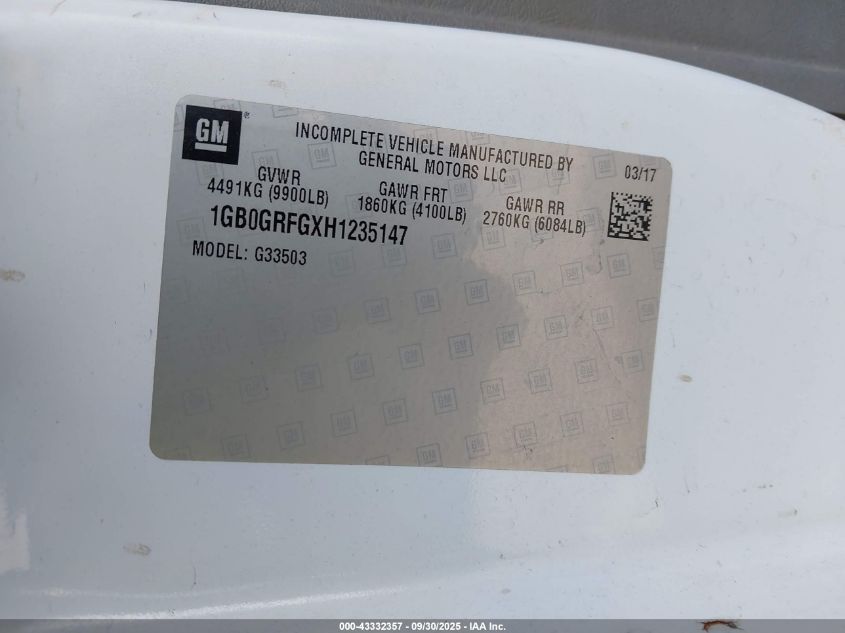 GM®
INCOMPLETE VEHICLE MANUFACTURED BY
GENERAL MOTORS LLC
03/17
GVWR
4491KG (9900LB)
GAWR FRT
1860KG (4100LB)
GAWR RR
2760KG (6084LB)
1GB0GRFGXH1235147
MODEL: G33503
000-43332357 - 09/30/2025 - IAA Inc.